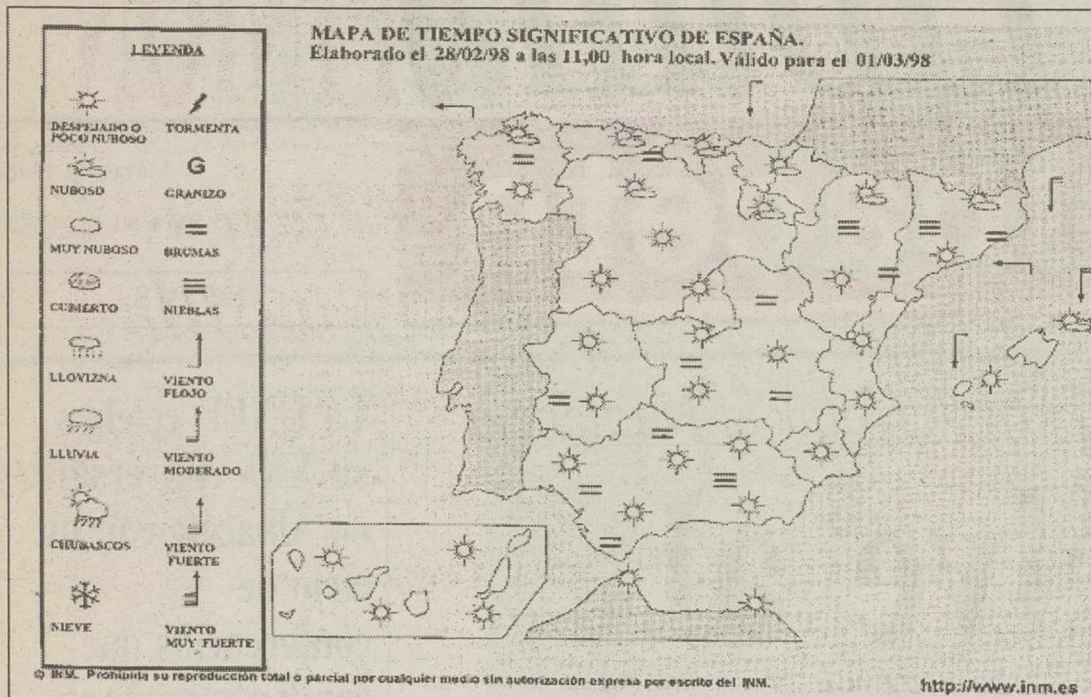 MAPA DE TIEMPO SIGNIFICATIVO DE ESPAÑA.
Elaborado el 28/02/98 a las 11,00 hora local. Válido para el 01/03/98
LEYENDA
DESPEJADO O
POCO NUBOSO
TORMENTA
NUBOSO
G
GRANIZO
MUY NUBOSO
BRUMAS
CUBIERTO
NIEBLAS
LLOVIZNA
VIENTO
FLOJO
LLUVIA
VIENTO
MODERADO
CHUBASCOS
VIENTO
FUERTE
NIEVE
VIENTO
MUY FUERTE
© INM. Prohibida su reproducción total o parcial por cualquier medio sin autorización expresa por escrito del INM.
http://www.inm.es